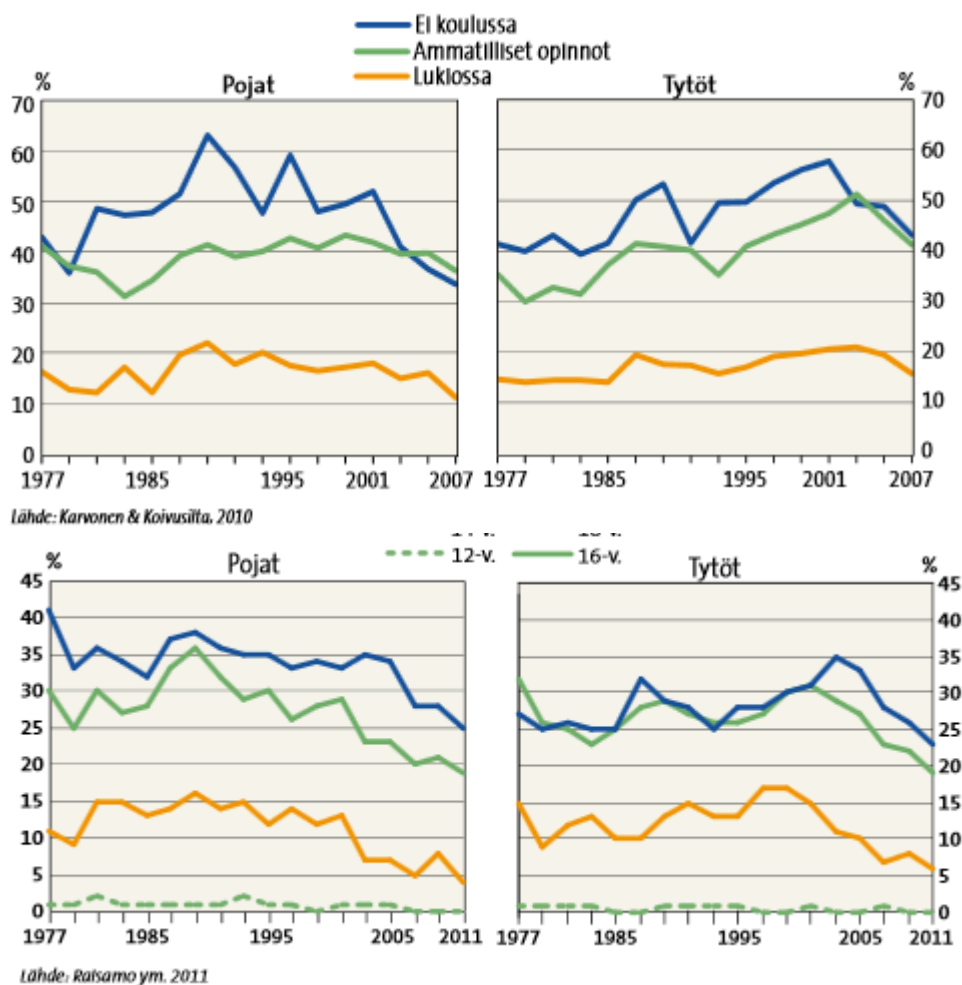 Ei koulussa
Ammatilliset opinnot
Lukiossa
% Pojat Tytöt %
70 70
60 60
50 50
40 40
30 30
20 20
10 10
0 0
1977 1985 1995 2001 2007 1977 1985 1995 2001 2007
Lähde: Karvonen & Koivusilta, 2010
12-v. 16-v.
% Pojat Tytöt %
45 45
40 40
35 35
30 30
25 25
20 20
15 15
10 10
5 5
0 0
1977 1985 1995 2005 2011 1977 1985 1995 2005 2011
Lähde: Raisamo ym. 2011